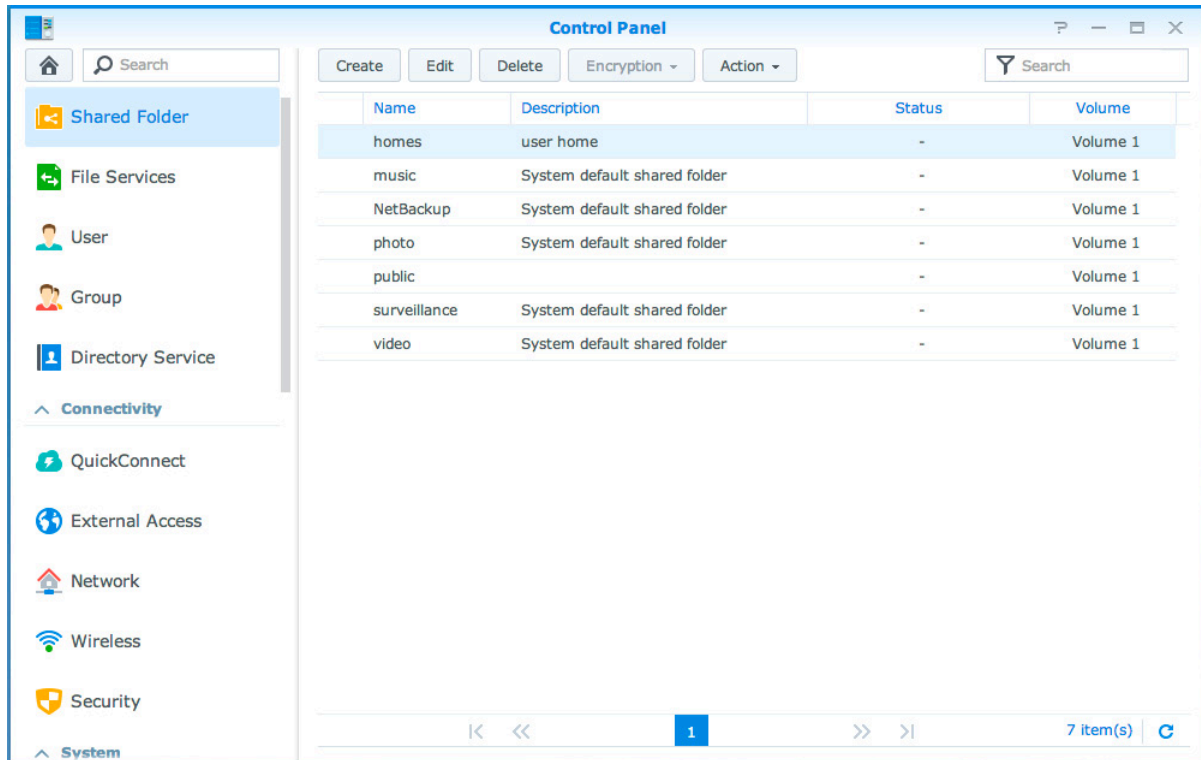 Control Panel
Search
Create Edit Delete Encryption Action Search
Shared Folder
File Services
User
Group
Directory Service
Connectivity
QuickConnect
External Access
Network
Wireless
Security
System
Name Description Status Volume
homes user home - Volume 1
music System default shared folder - Volume 1
NetBackup System default shared folder - Volume 1
photo System default shared folder - Volume 1
public - Volume 1
surveillance System default shared folder - Volume 1
video System default shared folder - Volume 1
1 7 item(s)